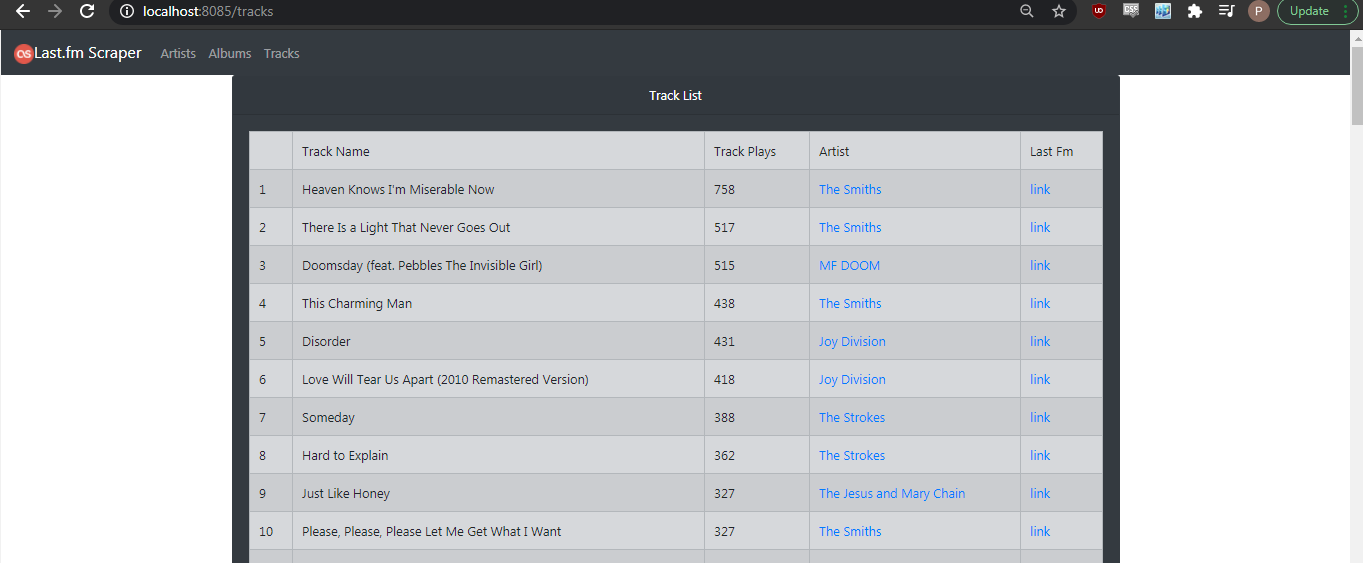 localhost:8085/tracks
UD
CSS
P
Update
as Last.fm Scraper Artists Albums Tracks
Track List
Track Name Track Plays Artist Last Fm
1 Heaven Knows I'm Miserable Now 758 The Smiths link
2 There Is a Light That Never Goes Out 517 The Smiths link
3 Doomsday (feat. Pebbles The Invisible Girl) 515 MF DOOM link
4 This Charming Man 438 The Smiths link
5 Disorder 431 Joy Division link
6 Love Will Tear Us Apart (2010 Remastered Version) 418 Joy Division link
7 Someday 388 The Strokes link
8 Hard to Explain 362 The Strokes link
9 Just Like Honey 327 The Jesus and Mary Chain link
10 Please, Please, Please Let Me Get What I Want 327 The Smiths link